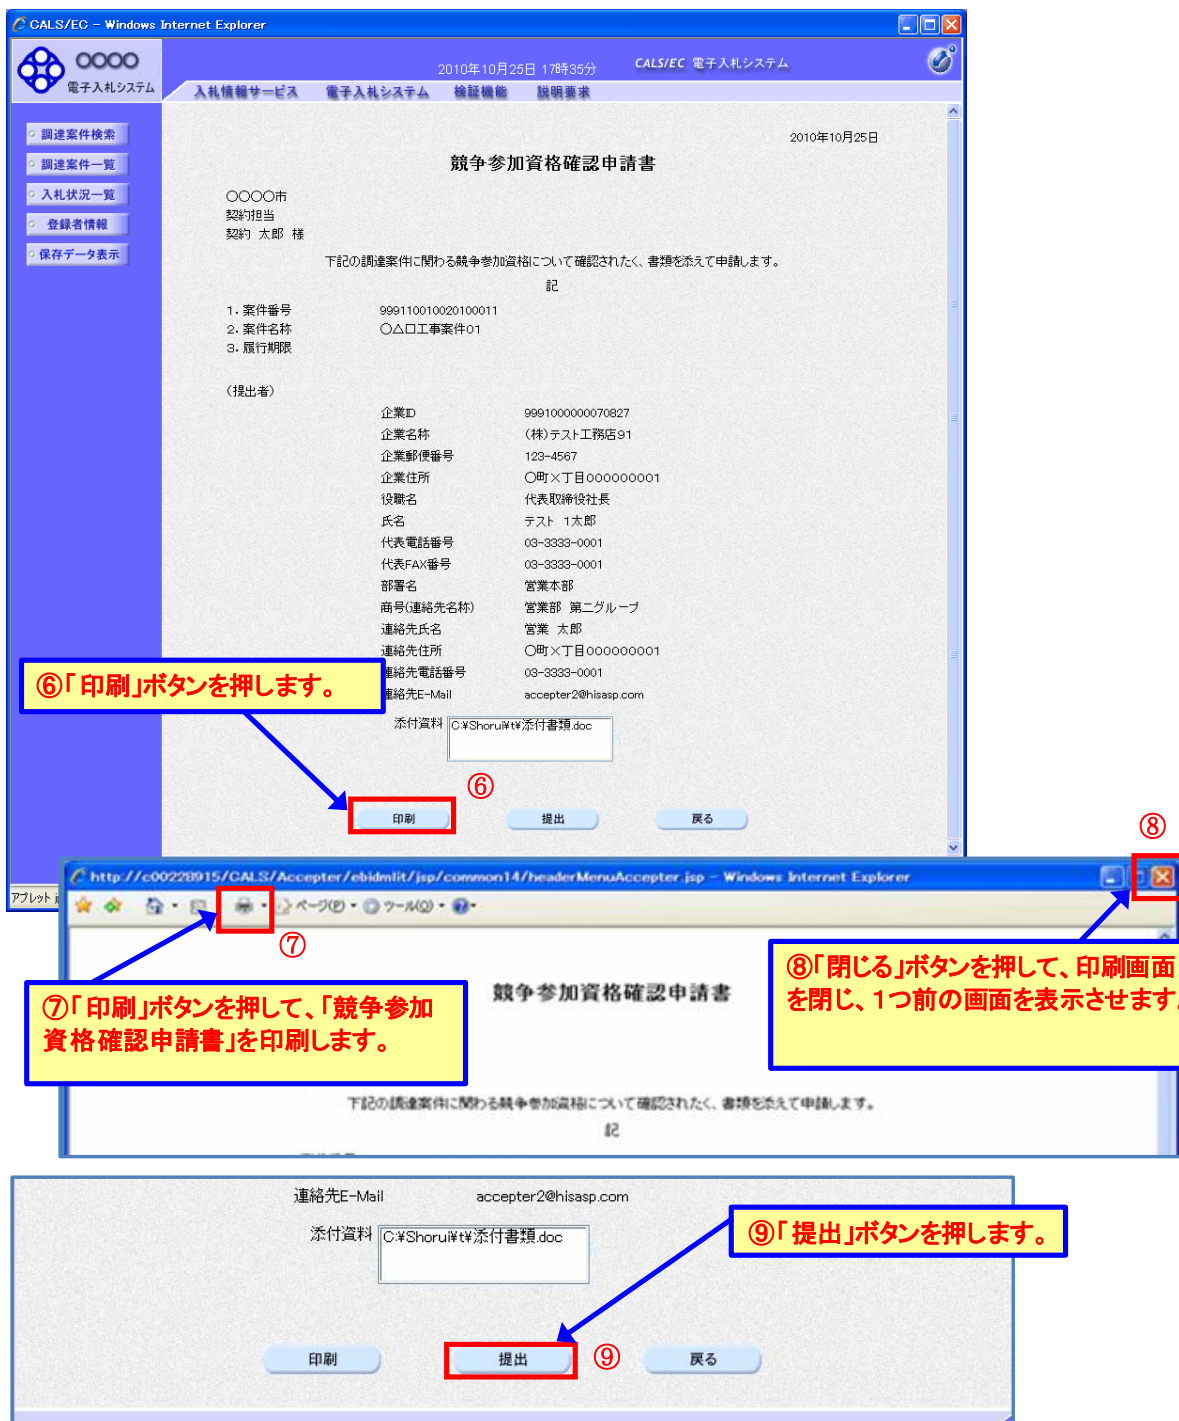 CALS/EC - Windows Internet Explorer
OOOO
電子入札システム
2010年10月25日 17時35分
CALS/EC 電子入札システム
入札情報サービス 電子入札システム 検証機能 説明要求
調達案件検索
調達案件一覧
入札状況一覧
登録者情報
保存データ表示
2010年10月25日
競争参加資格確認申請書
○○○○市
契約担当
契約 太郎 様
下記の調達案件に関わる競争参加資格について確認されたく、書類を添えて申請します。
記
1. 案件番号 999110010020100011
2. 案件名称 ○△□工事案件01
3. 履行期限
(提出者)
企業ID 9991000000070827
企業名称 (株)テスト工務店91
企業郵便番号 123-4567
企業住所 ○町×丁目000000001
役職名 代表取締役社長
氏名 テスト 1太郎
代表電話番号 03-3333-0001
代表FAX番号 03-3333-0001
部署名 営業本部
商号(連絡先名称) 営業部 第二グループ
連絡先氏名 営業 太郎
連絡先住所 ○町×丁目000000001
連絡先電話番号 03-3333-0001
連絡先E-Mail accepter2@hisasp.com
⑥「印刷」ボタンを押します。
添付資料 C:¥Shorui¥t¥添付書類.doc
⑥
印刷 提出 戻る
⑧
アプレット j
http://c00228915/CALS/Accepter/ebidmlit/jsp/common14/headerMenuAccepter.jsp - Windows Internet Explorer
ページ(P) ツール(O)
⑦
⑦「印刷」ボタンを押して、「競争参加
資格確認申請書」を印刷します。
競争参加資格確認申請書
⑧「閉じる」ボタンを押して、印刷画面
を閉じ、1つ前の画面を表示させます。
下記の調達案件に関わる競争参加資格について確認されたく、書類を添えて申請します。
記
連絡先E-Mail accepter2@hisasp.com
添付資料 C:¥Shorui¥t¥添付書類.doc
⑨「提出」ボタンを押します。
印刷 提出 ⑨ 戻る